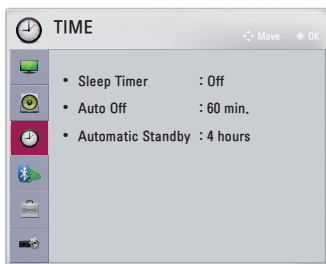 TIME
Move OK
• Sleep Timer : Off
• Auto Off : 60 min.
• Automatic Standby : 4 hours